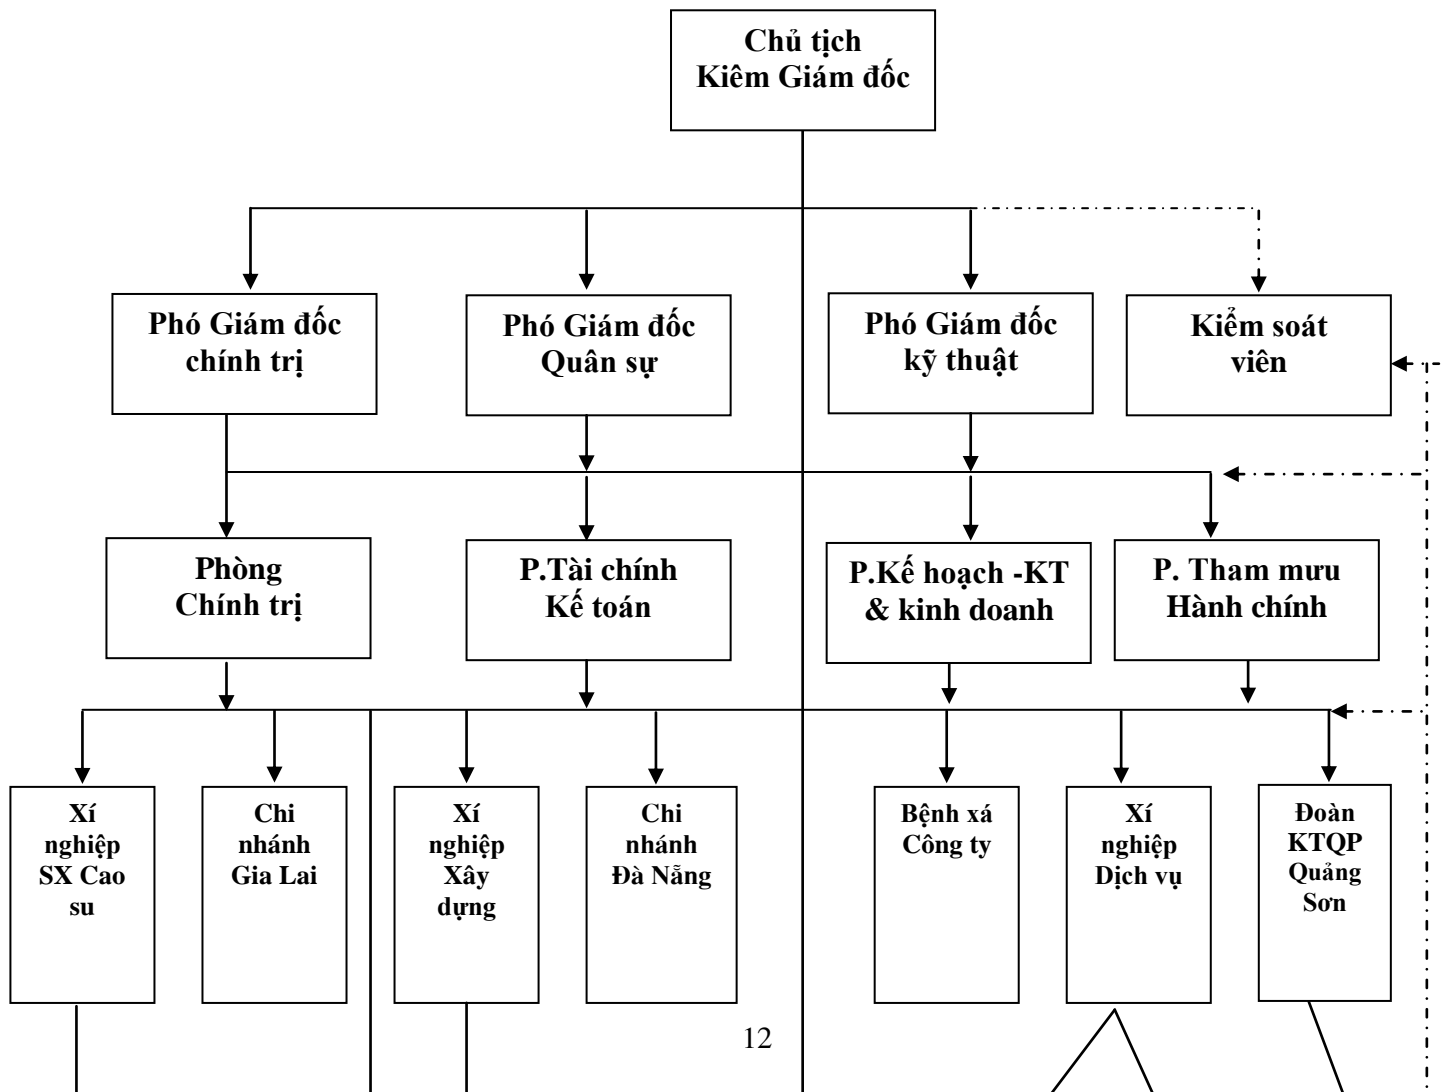 Chủ tịch
Kiêm Giám đốc
Phó Giám đốc
chính trị
Phó Giám đốc
Quân sự
Phó Giám đốc
kỹ thuật
Kiểm soát
viên
Phòng
Chính trị
P.Tài chính
Kế toán
P.Kế hoạch -KT
& kinh doanh
P. Tham mưu
Hành chính
Xí
nghiệp
SX Cao
su
Chi
nhánh
Gia Lai
Xí
nghiệp
Xây
dựng
Chi
nhánh
Đà Nẵng
Bệnh xá
Công ty
Xí
nghiệp
Dịch vụ
Đoàn
KTQP
Quảng
Sơn
12